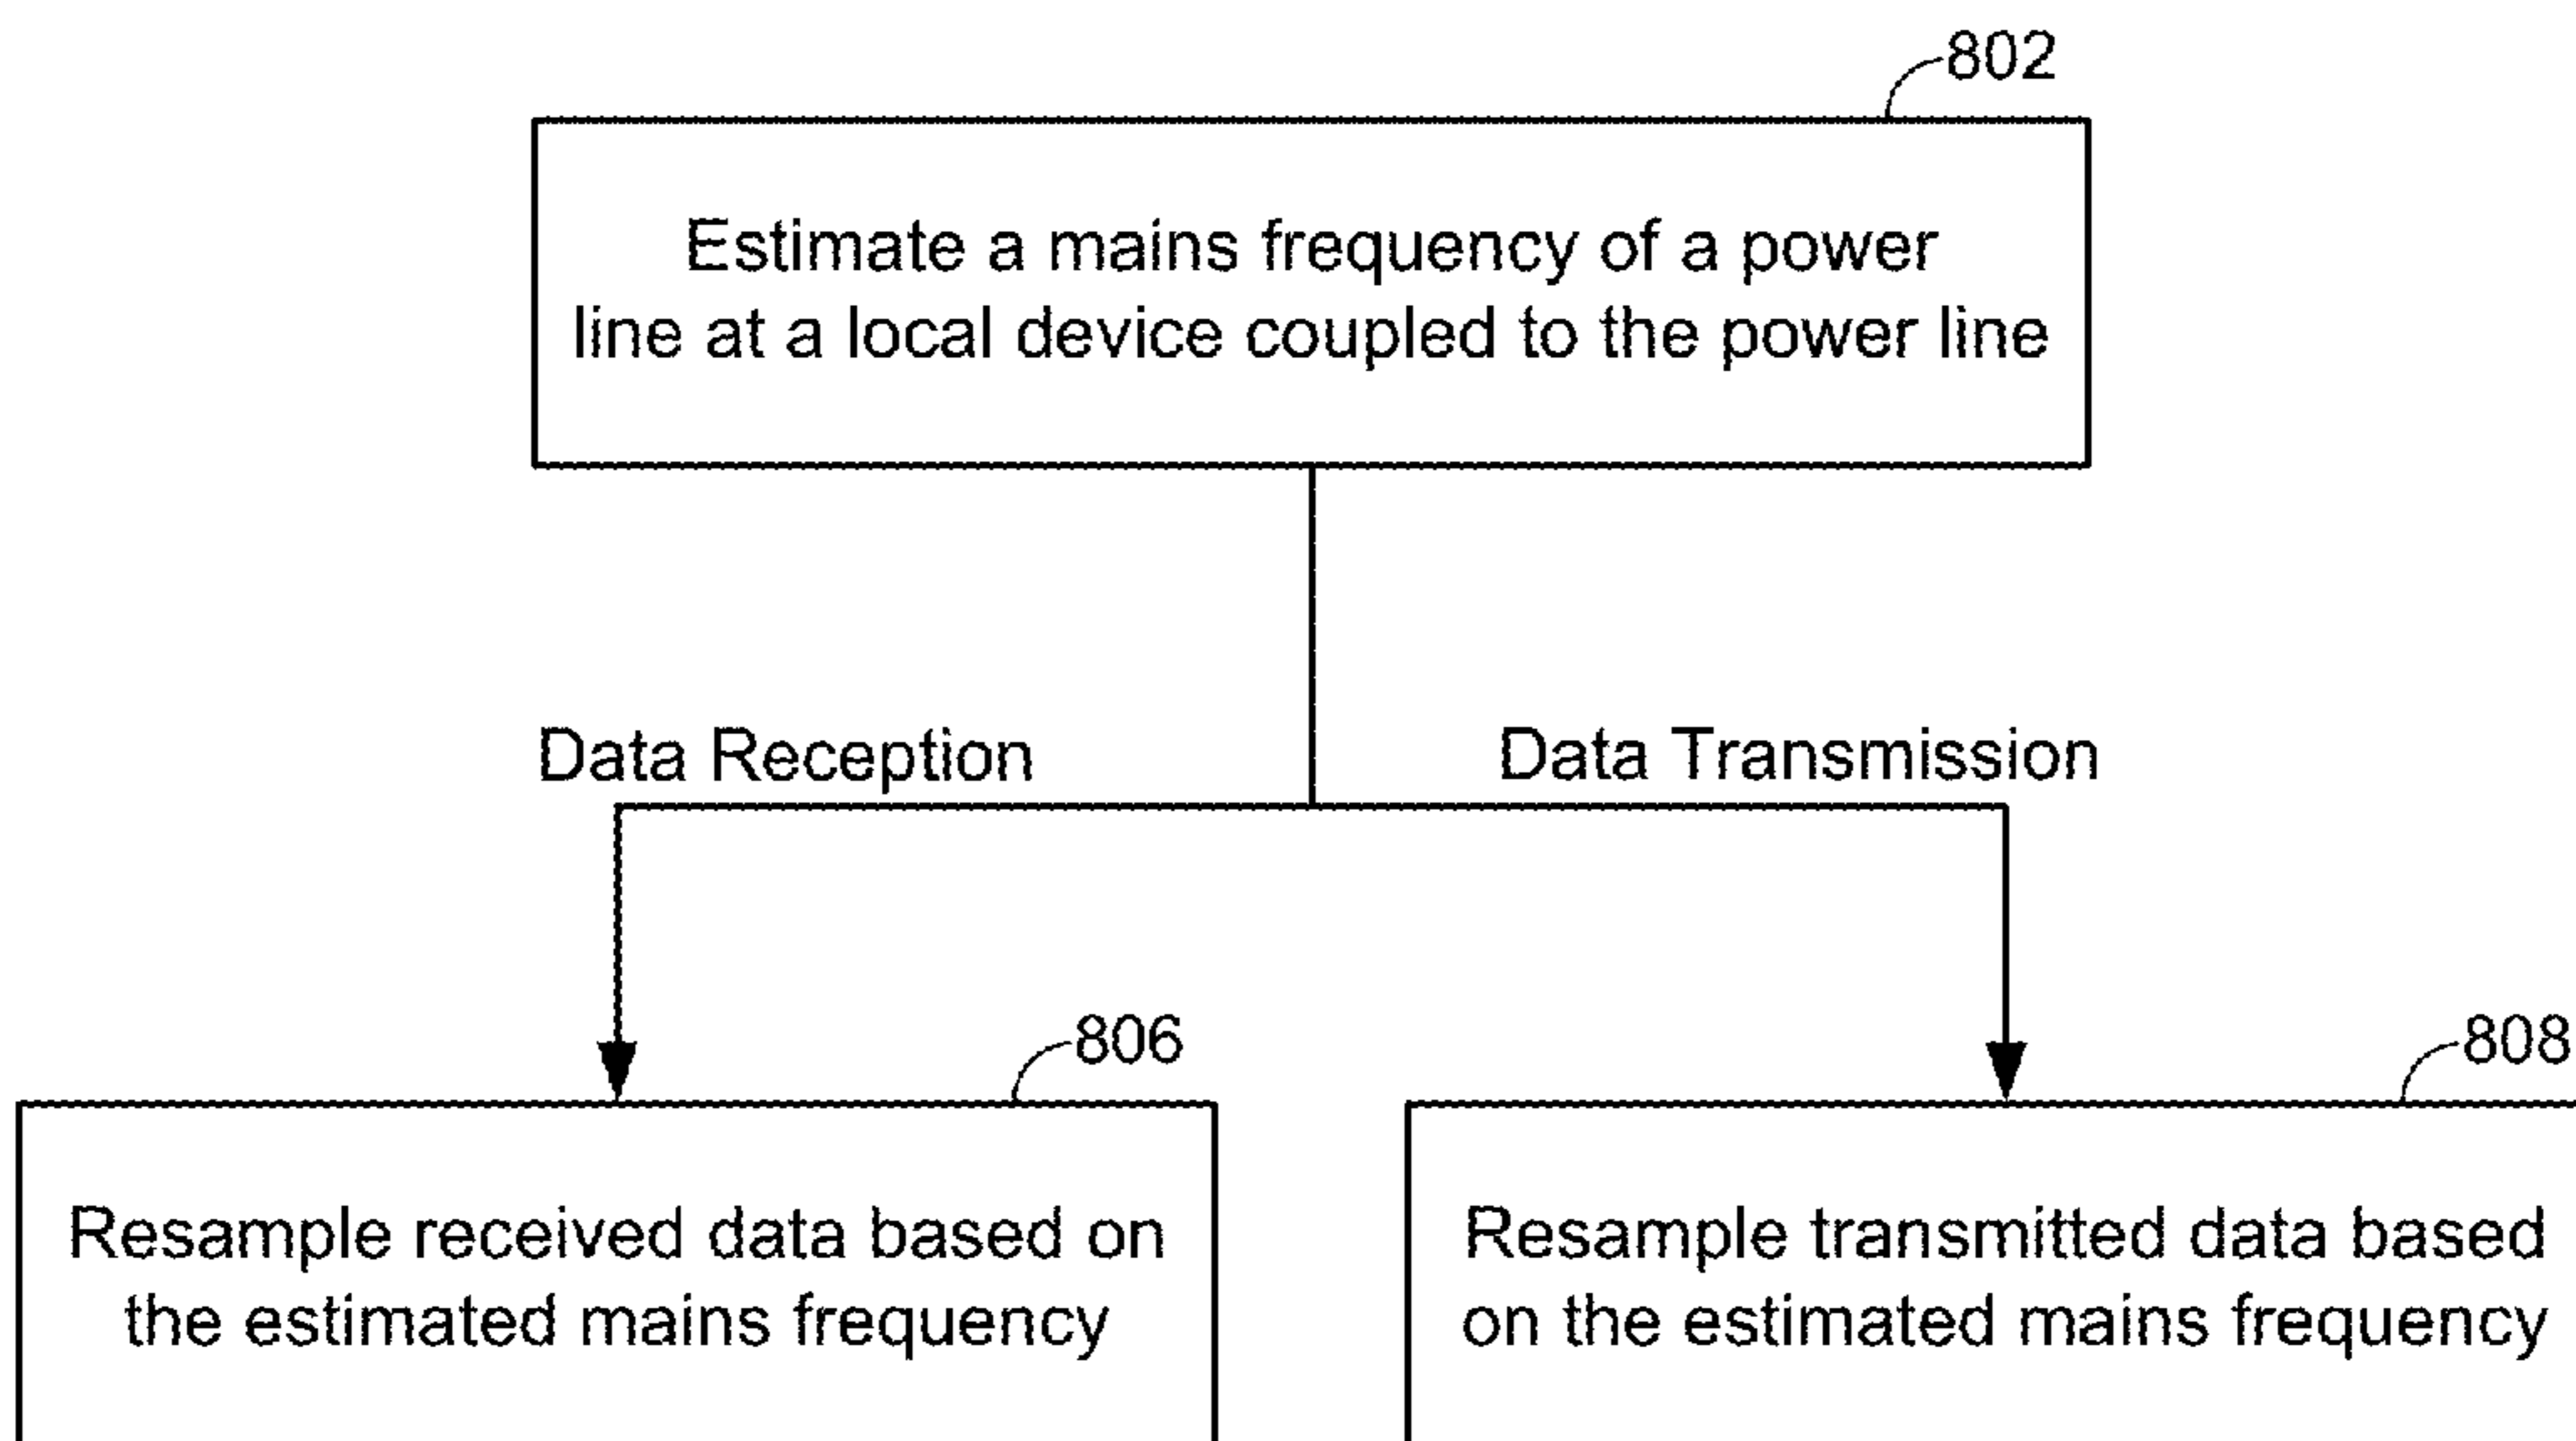 802
Estimate a mains frequency of a power
line at a local device coupled to the power line
Data Reception
Data Transmission
806
808
Resample received data based on
the estimated mains frequency
Resample transmitted data based
on the estimated mains frequency